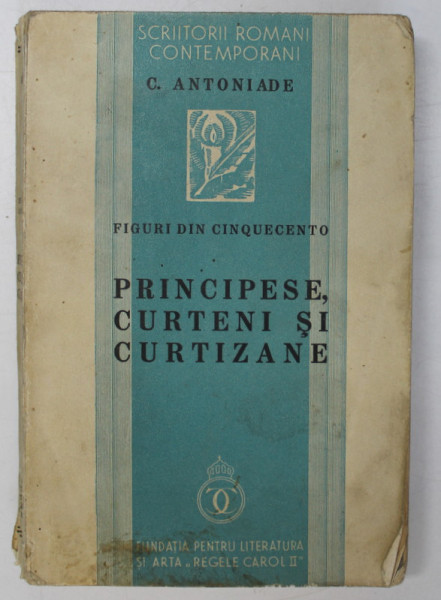 SCRIITORII ROMANI
CONTEMPORANI
C. ANTONIADE
FIGURI DIN CINQUECENTO
PRINCIPESE,
CURTENI ȘI
CURTIZANE
FUNDAȚIA PENTRU LITERATURA
ȘI ARTA „REGELE CAROL II"